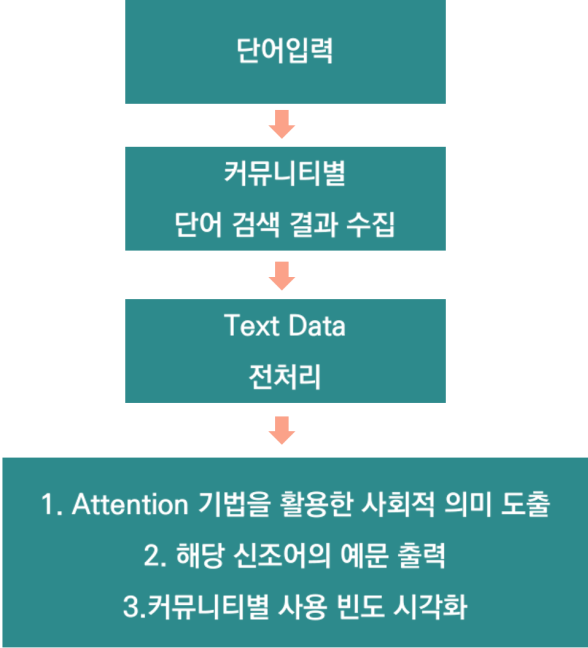 단어입력
커뮤니티별
단어 검색 결과 수집
Text Data
전처리
1. Attention 기법을 활용한 사회적 의미 도출
2. 해당 신조어의 예문 출력
3.커뮤니티별 사용 빈도 시각화